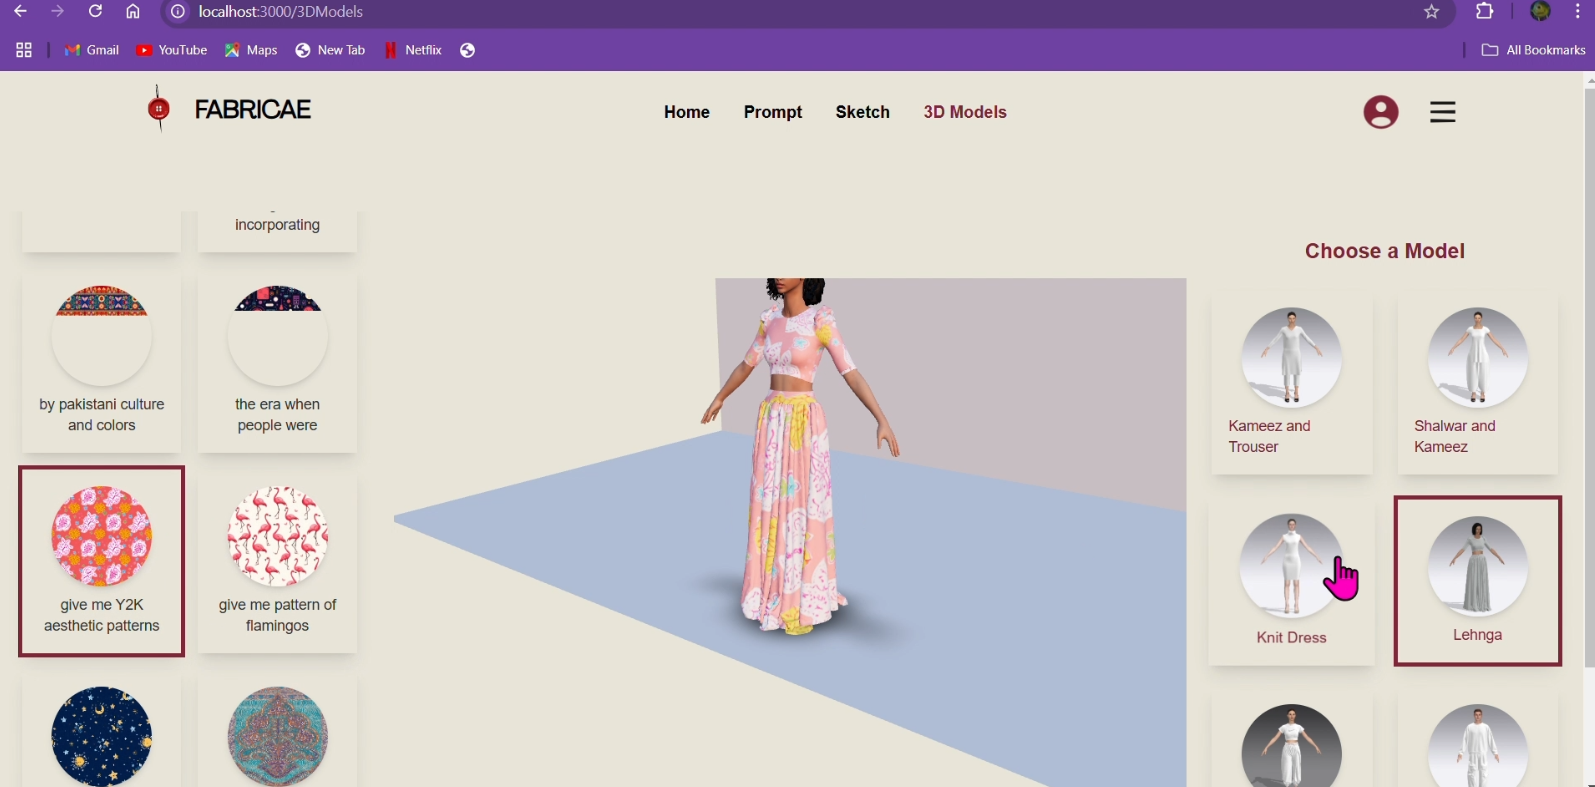 localhost:3000/3DModels
Gmail
YouTube
Maps
New Tab
Netflix
All Bookmarks
FABRICAE
Home
Prompt
Sketch
3D Models
incorporating
by pakistani culture
and colors
the era when
people were
give me Y2K
aesthetic patterns
give me pattern of
flamingos
Choose a Model
Kameez and
Trouser
Shalwar and
Kameez
Knit Dress
Lehnga